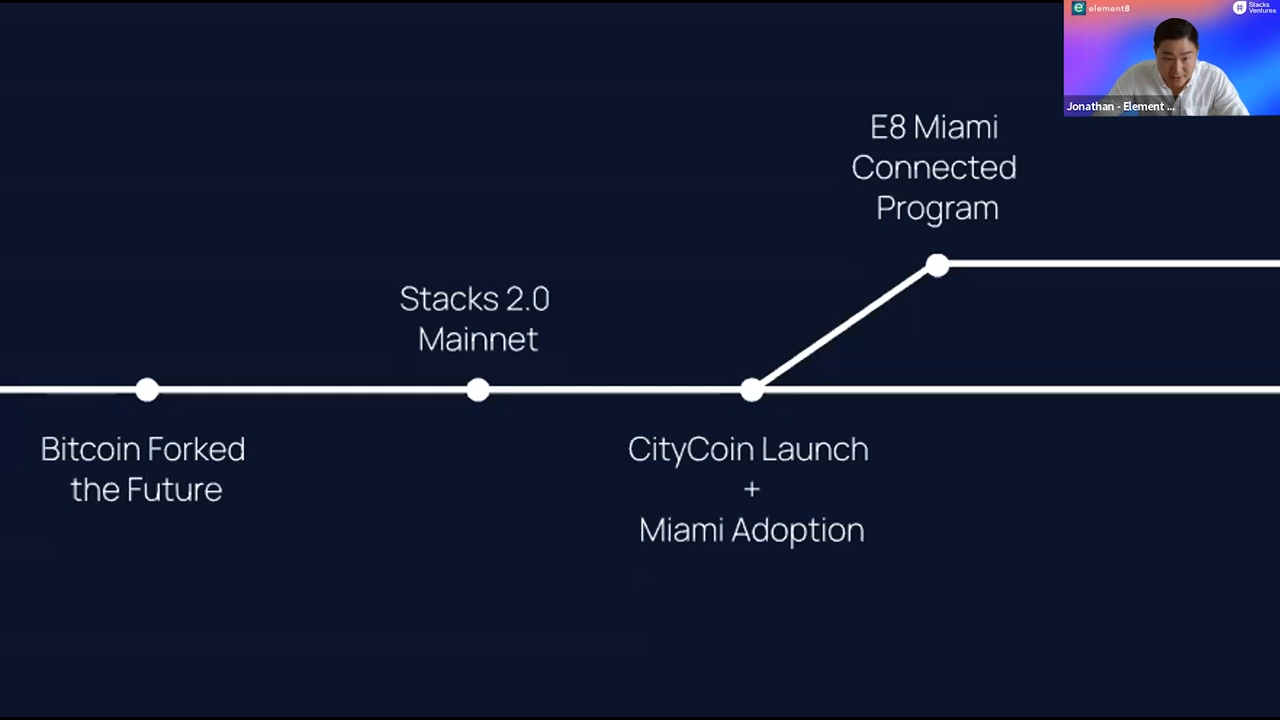 element8
Stacks
Ventures
Jonathan - Element ...
E8 Miami
Connected
Program
Stacks 2.0
Mainnet
Bitcoin Forked
the Future
CityCoin Launch
+
Miami Adoption